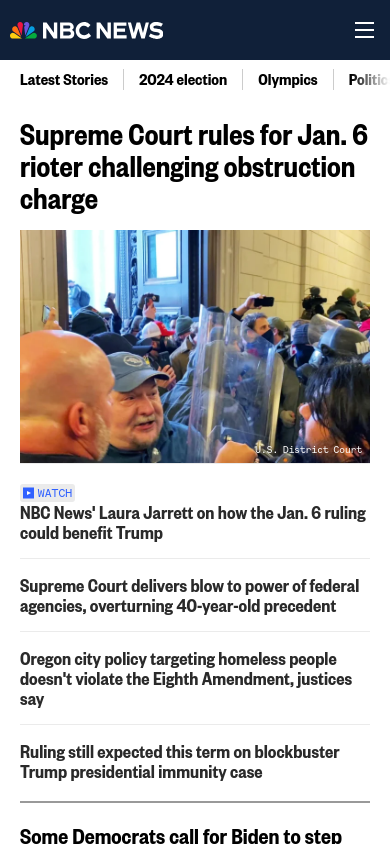 NBC NEWS
Latest Stories
2024 election
Olympics
Politic
Supreme Court rules for Jan. 6
rioter challenging obstruction
charge
U.S. District Court
WATCH
NBC News' Laura Jarrett on how the Jan. 6 ruling
could benefit Trump
Supreme Court delivers blow to power of federal
agencies, overturning 40-year-old precedent
Oregon city policy targeting homeless people
doesn't violate the Eighth Amendment, justices
say
Ruling still expected this term on blockbuster
Trump presidential immunity case
Some Democrats call for Biden to step